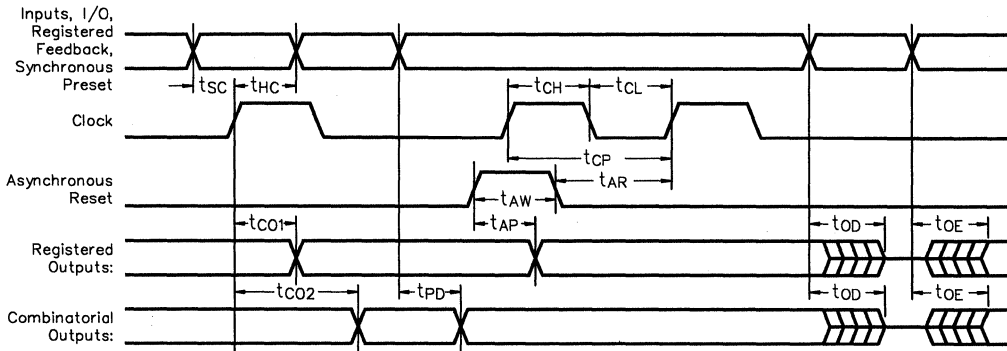 Inputs, I/O,
Registered
Feedback,
Synchronous
Preset
tSC tHC tCH tCL
Clock
tCP
tAR
Asynchronous
Reset
tAW
tAP
tCO1 tOD tOE
Registered
Outputs:
tCO2 tPD tOD tOE
Combinatorial
Outputs: